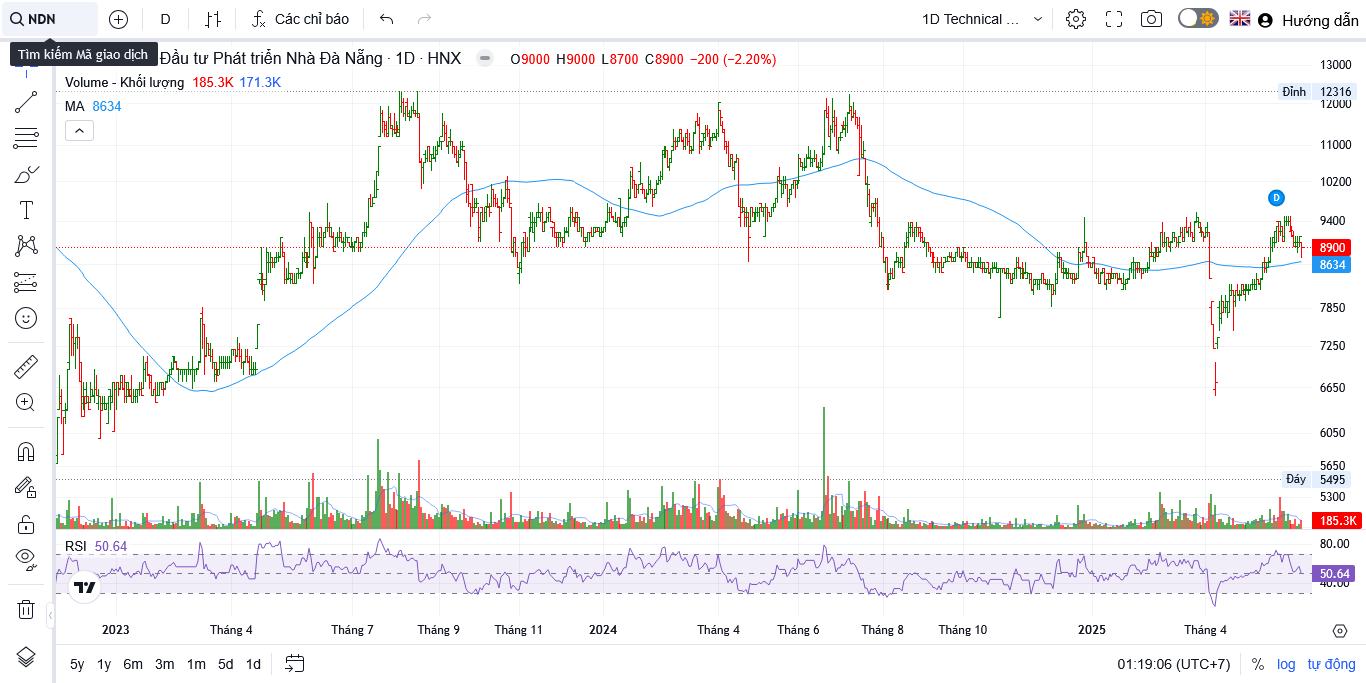 NDN
D
Các chỉ báo
1D Technical ...
Hướng dẫn
Tìm kiếm Mã giao dịch
Đầu tư Phát triển Nhà Đà Nẵng · 1D · HNX
O9000 H9000 L8700 C8900 −200 (−2.20%)
Volume - Khối lượng 185.3K 171.3K
MA 8634
13000
Đỉnh 12316
12000
11000
10200
D
9400
8900
8634
7850
7250
6650
6050
5650
Đáy 5495
5300
185.3K
RSI 50.64
80.00
50.64
40.00
2023 Tháng 4 Tháng 7 Tháng 9 Tháng 11 2024 Tháng 4 Tháng 6 Tháng 8 Tháng 10 2025 Tháng 4
5y 1y 6m 3m 1m 5d 1d
01:19:06 (UTC+7) % log tự động